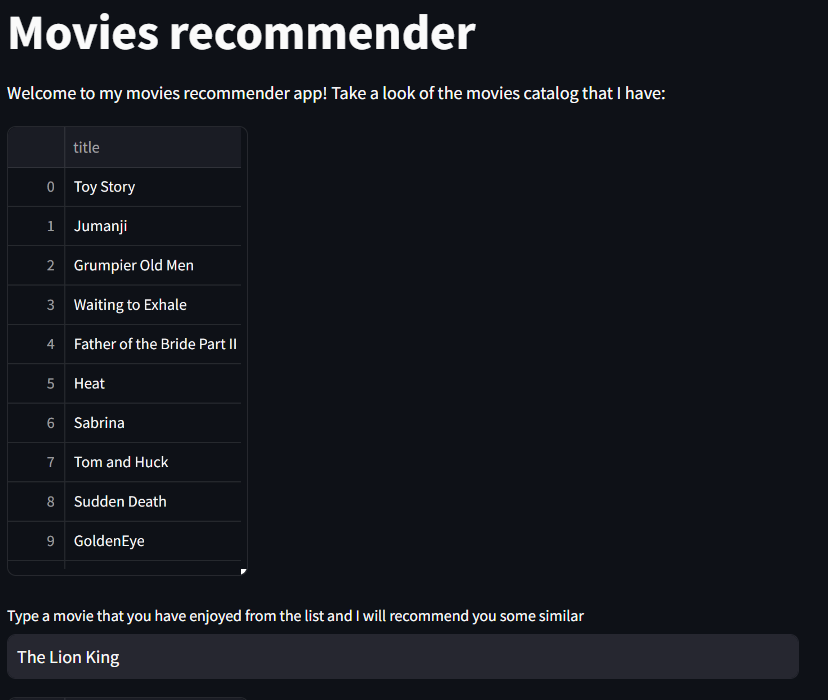 Movies recommender
Welcome to my movies recommender app! Take a look of the movies catalog that I have:
title
0 Toy Story
1 Jumanji
2 Grumpier Old Men
3 Waiting to Exhale
4 Father of the Bride Part II
5 Heat
6 Sabrina
7 Tom and Huck
8 Sudden Death
9 GoldenEye
Type a movie that you have enjoyed from the list and I will recommend you some similar
The Lion King